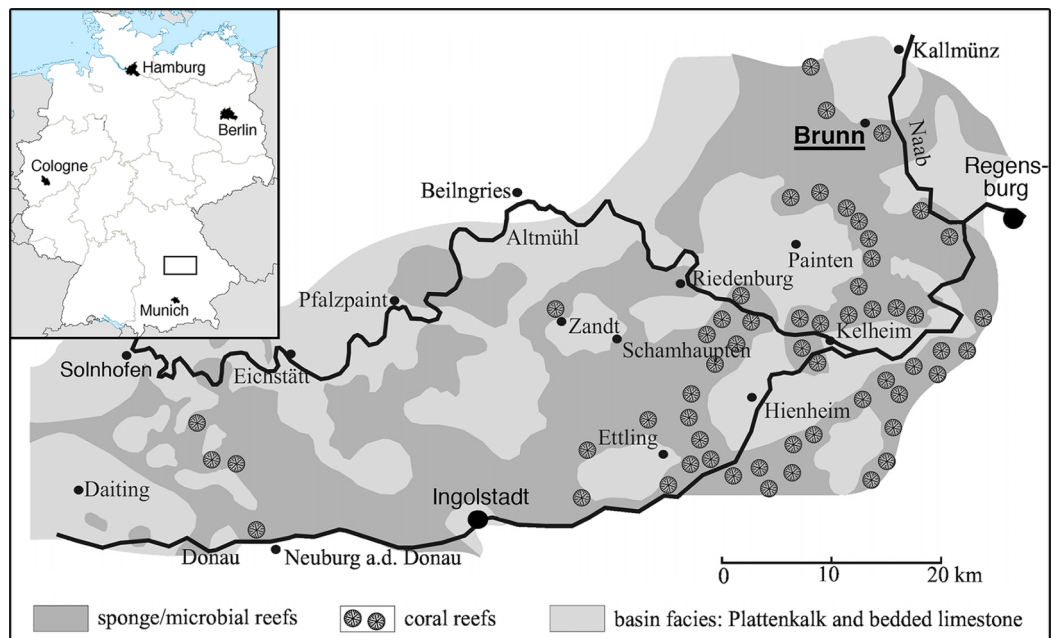 Hamburg
Berlin
Cologne
Munich
Kallmünz
Brunn
Naab
Regens-
burg
Beilngries
Altmühl
Painten
Riedenburg
Pfalzpaint
Zandt
Kelheim
Schamhaupten
Solnhofen
Eichstätt
Hienheim
Ettling
Daiting
Ingolstadt
Donau
Neuburg a.d. Donau
0 10 20 km
sponge/microbial reefs
coral reefs
basin facies: Plattenkalk and bedded limestone